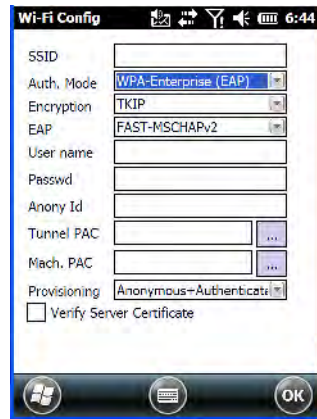 Wi-Fi Config 6:44
SSID
Auth. Mode WPA-Enterprise (EAP)
Encryption TKIP
EAP FAST-MSCHAPv2
User name
Passwd
Anony Id
Tunnel PAC ...
Mach. PAC ...
Provisioning Anonymous+Authenticate
Verify Server Certificate
OK